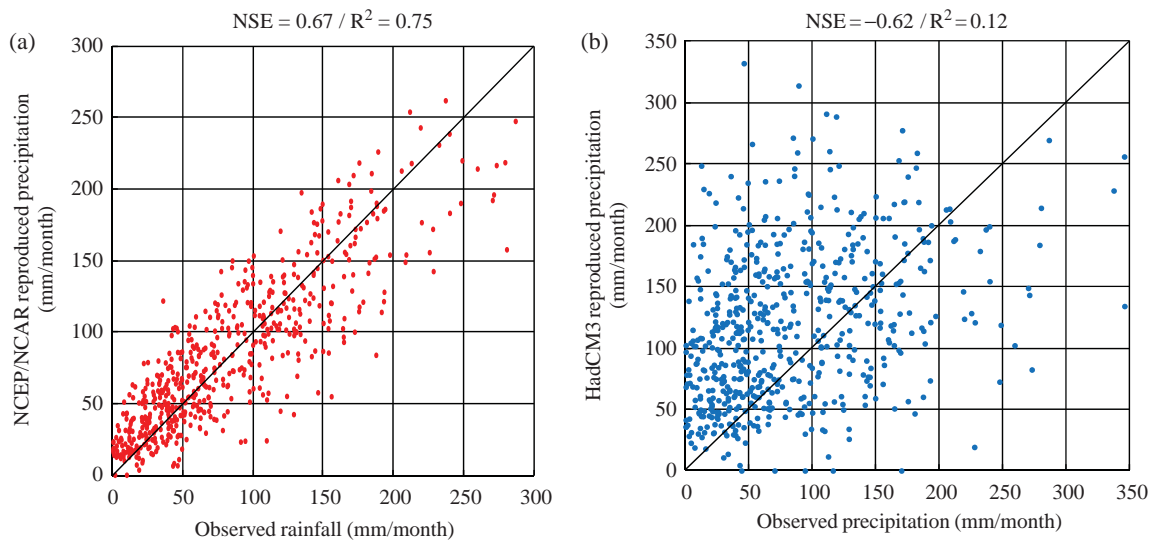 (a)
NSE = 0.67 / R² = 0.75
NCEP/NCAR reproduced precipitation
(mm/month)
300
250
200
150
100
50
0
0 50 100 150 200 250 300
Observed rainfall (mm/month)
(b)
NSE = −0.62 / R² = 0.12
HadCM3 reproduced precipitation
(mm/month)
350
300
250
200
150
100
50
0
0 50 100 150 200 250 300 350
Observed precipitation (mm/month)